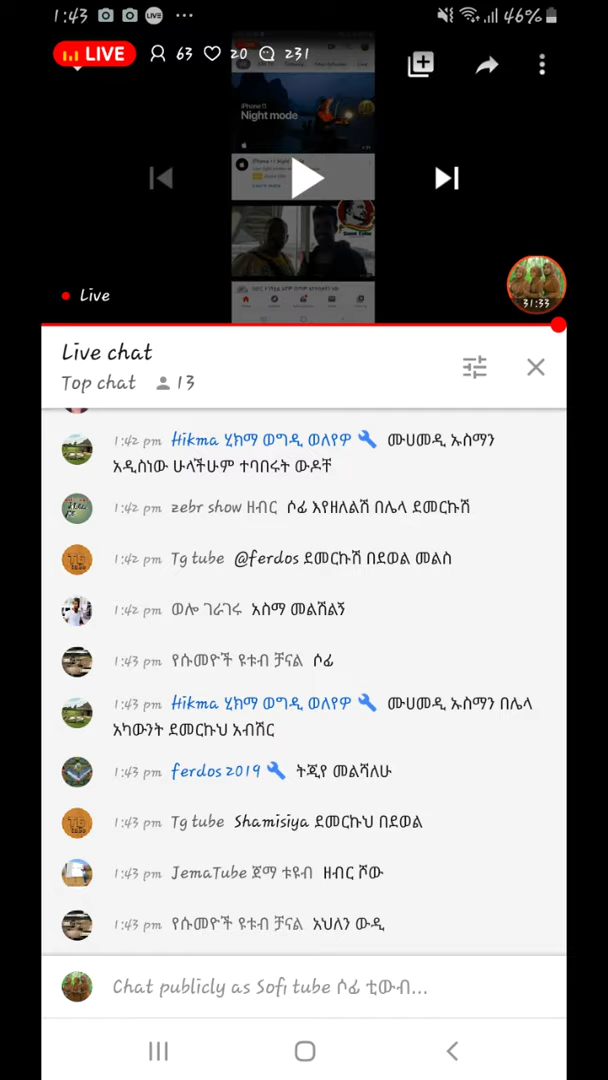 1:43 LIVE 46%
LIVE 63 20 231
iPhone 11
Night mode
Live
31:33
Live chat
Top chat 13
1:42 pm Hikma ሂክማ ወግዲ ወለየዋ ሙሀመዲ ኡስማን
አዲስነው ሁላችሁም ተባበሩት ውዶቸ
1:42 pm zebr show ዘብር ሶፊ እየዘለልሽ በሌላ ደመርኩሽ
1:42 pm Tg tube @ferdos ደመርኩሽ በደወል መልስ
1:42 pm ወሎ ገራገሩ አስማ መልሽልኝ
1:43 pm የሱመዮች ዩቱብ ቻናል ሶፊ
1:43 pm Hikma ሂክማ ወግዲ ወለየዋ ሙሀመዲ ኡስማን በሌላ
አካውንት ደመርኩህ አብሽር
1:43 pm ferdos 2019 ትጂየ መልሻለሁ
1:43 pm Tg tube Shamisiya ደመርኩህ በደወል
1:43 pm JemaTube ጀማ ቱዩብ ዘብር ሾው
1:43 pm የሱመዮች ዩቱብ ቻናል አህለን ውዲ
Chat publicly as Sofi tube ሶፊ ቲውብ...